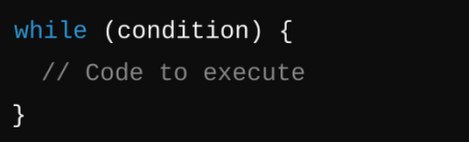 while (condition) {
// Code to execute
}